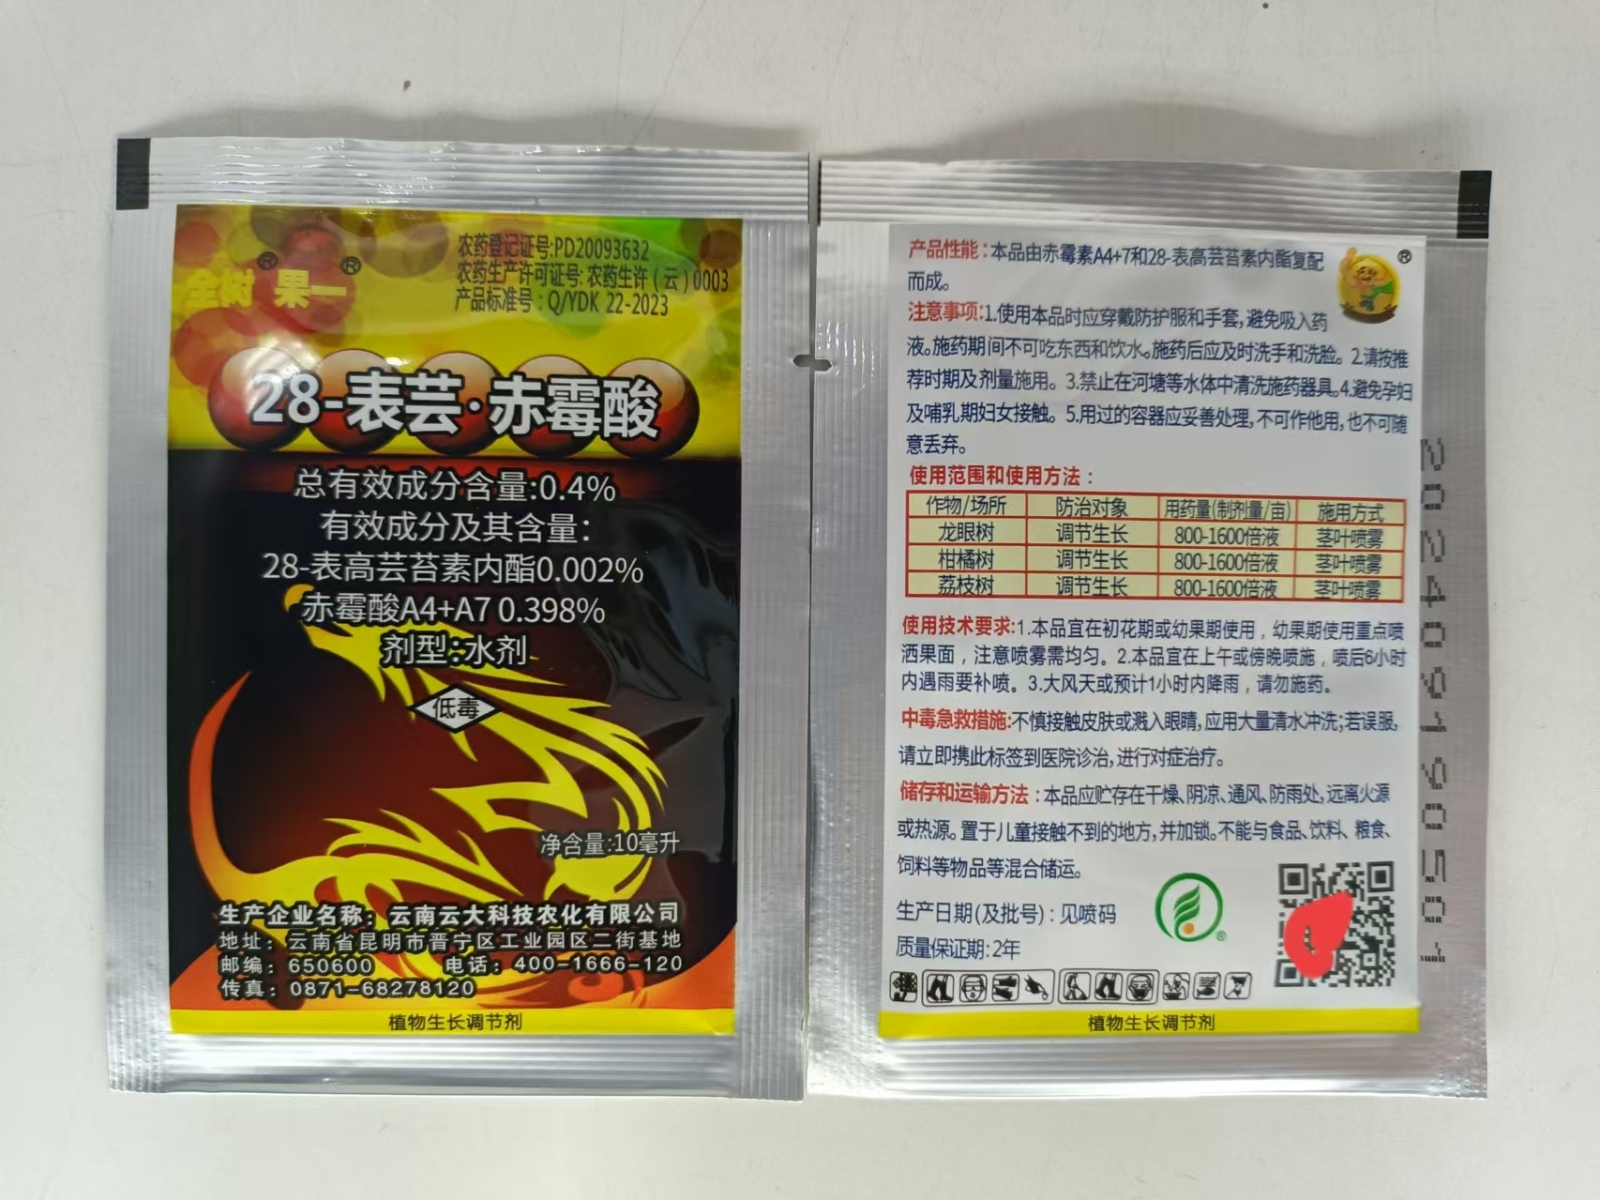 农药登记证号:PD20093632
农药生产许可证号:农药生许(云)0003
产品标准号:Q/YDK 22-2023
全树® 果一®
28-表芸·赤霉酸
总有效成分含量:0.4%
有效成分及其含量:
28-表高芸苔素内酯0.002%
赤霉酸A4+A7 0.398%
剂型:水剂
低毒
净含量:10毫升
生产企业名称:云南云大科技农化有限公司
地址:云南省昆明市晋宁区工业园区二街基地
邮编:650600 电话:400-1666-120
传真:0871-68278120
植物生长调节剂
产品性能:本品由赤霉素A4+7和28-表高芸苔素内酯复配
而成。
®
注意事项:1.使用本品时应穿戴防护服和手套,避免吸入药
液。施药期间不可吃东西和饮水。施药后应及时洗手和洗脸。2.请按推
荐时期及剂量施用。3.禁止在河塘等水体中清洗施药器具。4.避免孕妇
及哺乳期妇女接触。5.用过的容器应妥善处理,不可作他用,也不可随
意丢弃。
使用范围和使用方法:
作物/场所 防治对象 用药量(制剂量/亩) 施用方式
龙眼树 调节生长 800-1600倍液 茎叶喷雾
柑橘树 调节生长 800-1600倍液 茎叶喷雾
荔枝树 调节生长 800-1600倍液 茎叶喷雾
使用技术要求:1.本品宜在初花期或幼果期使用,幼果期使用重点喷
洒果面,注意喷雾需均匀。2.本品宜在上午或傍晚喷施,喷后6小时
内遇雨要补喷。3.大风天或预计1小时内降雨,请勿施药。
中毒急救措施:不慎接触皮肤或溅入眼睛,应用大量清水冲洗;若误服,
请立即携此标签到医院诊治,进行对症治疗。
储存和运输方法:本品应贮存在干燥、阴凉、通风、防雨处,远离火源
或热源。置于儿童接触不到的地方,并加锁。不能与食品、饮料、粮食、
饲料等物品等混合储运。
生产日期(及批号):见喷码
质量保证期:2年
®
植物生长调节剂